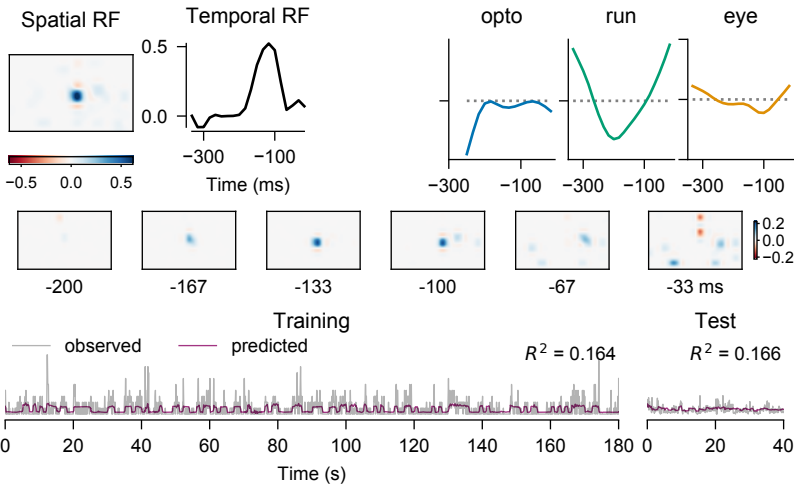 Spatial RF
Temporal RF
opto
run
eye
0.5
0.0
−300
−100
Time (ms)
−0.5
0.0
0.5
−300
−100
−300
−100
−300
−100
-200
-167
-133
-100
-67
-33 ms
0.2
0.0
−0.2
Training
Test
observed
predicted
R² = 0.164
R² = 0.166
0
20
40
60
80
100
120
140
160
180
0
20
40
Time (s)